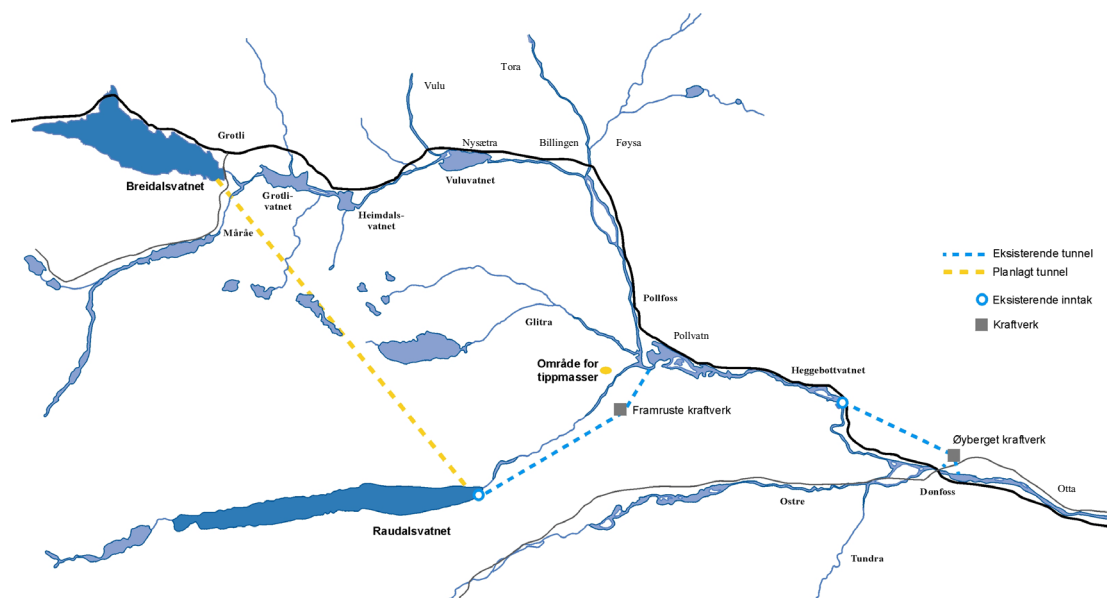 Tora
Vulu
Grotli
Nysætra
Billingen
Føysa
Vuluvatnet
Breidalsvatnet
Grotli-
vatnet
Heimdals-
vatnet
Måråe
Eksisterende tunnel
Planlagt tunnel
Eksisterende inntak
Kraftverk
Pollfoss
Glitra
Pollvatn
Område for
tippmasser
Heggebottvatnet
Framruste kraftverk
Øyberget kraftverk
Dønfoss
Otta
Ostre
Raudalsvatnet
Tundra